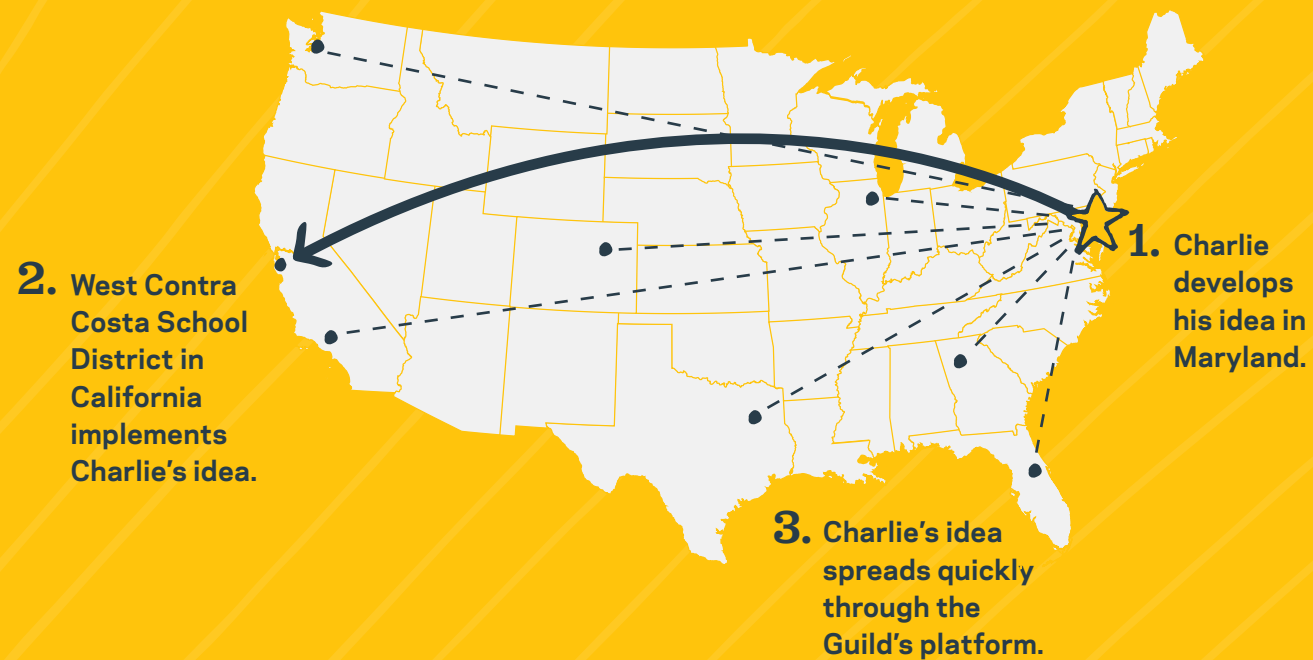 1. Charlie
develops
his idea in
Maryland.
2. West Contra
Costa School
District in
California
implements
Charlie's idea.
3. Charlie's idea
spreads quickly
through the
Guild's platform.